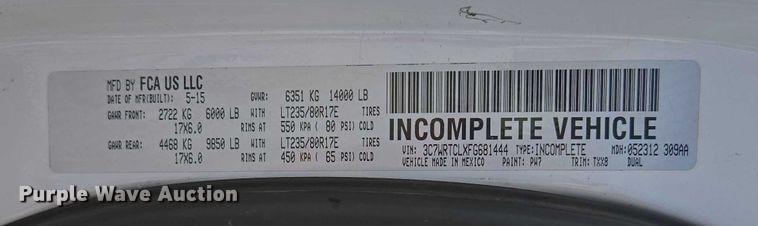 MFD BY FCA US LLC
DATE OF MFR(BUILT): 5-15 GVWR: 6351 KG 14000 LB
GAWR FRONT: 2722 KG 6000 LB WITH LT235/80R17E TIRES
17X6.0 RIMS AT 550 KPA ( 80 PSI) COLD
GAWR REAR: 4468 KG 9850 LB WITH LT235/80R17E TIRES
17X6.0 RIMS AT 450 KPA ( 65 PSI) COLD
INCOMPLETE VEHICLE
VIN: 3C7WRTCLXFG681444 TYPE: INCOMPLETE MDH: 052312 309AA
VEHICLE MADE IN MEXICO PAINT: PW7 TRIM: TXX8 DUAL
Purple Wave Auction